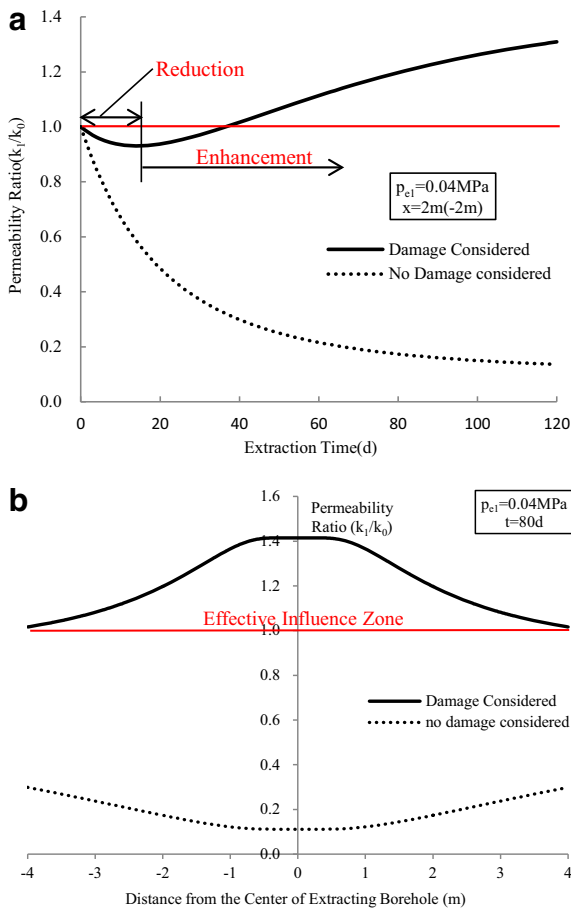 a
1.4
1.2
1.0
0.8
0.6
0.4
0.2
0.0
Permeability Ratio(k₁/k₀)
Reduction
Enhancement
pₑ₁=0.04MPa
x=2m(-2m)
Damage Considered
No Damage considered
0 20 40 60 80 100 120
Extraction Time(d)
b
1.6
1.4
1.2
1.0
0.8
0.6
0.4
0.2
0.0
Permeability
Ratio (k₁/k₀)
pₑ₁=0.04MPa
t=80d
Effective Influence Zone
Damage Considered
no damage considered
-4 -3 -2 -1 0 1 2 3 4
Distance from the Center of Extracting Borehole (m)